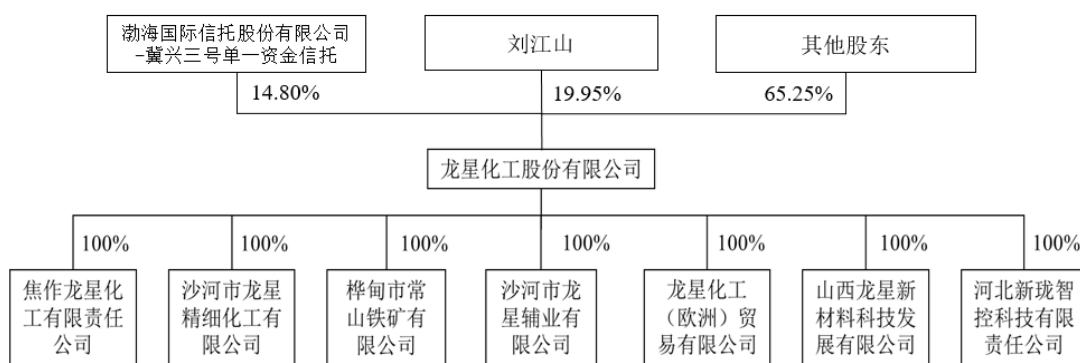 渤海国际信托股份有限公司
-冀兴三号单一资金信托
刘江山
其他股东
14.80%
19.95%
65.25%
龙星化工股份有限公司
100%
100%
100%
100%
100%
100%
100%
焦作龙星化
工有限责任
公司
沙河市龙星
精细化工有
限公司
桦甸市常
山铁矿有
限公司
沙河市龙
星辅业有
限公司
龙星化工
（欧洲）贸
易有限公司
山西龙星新
材料科技发
展有限公司
河北新珑智
控科技有限
责任公司